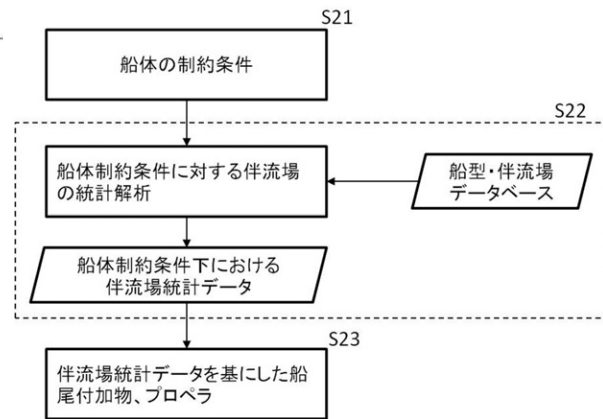 S21
船体の制約条件
S22
船体制約条件に対する伴流場
の統計解析
船型・伴流場
データベース
船体制約条件下における
伴流場統計データ
S23
伴流場統計データを基にした船
尾付加物、プロペラ